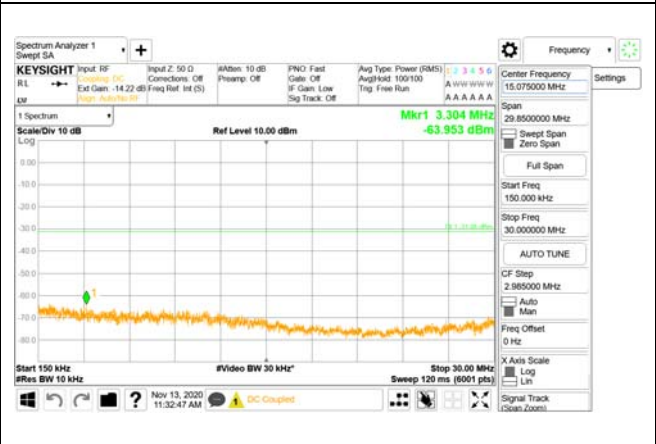 Spectrum Analyzer 1
Swept SA
Frequency
KEYSIGHT Input: RF Input Z: 50 Ω #Atten: 10 dB PNO: Fast Avg Type: Power (RMS) 1 2 3 4 5 6
RL Coupling: DC Corrections: Off Preamp: Off Gate: Off Avg|Hold: 100/100 A W W W W W
Ext Gain: -14.22 dB Freq Ref: Int (S) IF Gain: Low Trig: Free Run
Align: Auto/No RF Sig Track: Off A A A A A A
1 Spectrum
Mkr1 3.304 MHz
Scale/Div 10 dB Ref Level 10.00 dBm -63.953 dBm
Log
0.00
-10.0
-20.0
-30.0
-40.0
-50.0
-60.0
-70.0
-80.0
1
Start 150 kHz #Video BW 30 kHz* Stop 30.00 MHz
#Res BW 10 kHz Sweep 120 ms (6001 pts)
? Nov 13, 2020
11:32:47 AM
1 DC Coupled
Center Frequency
15.075000 MHz
Settings
Span
29.8500000 MHz
Swept Span
Zero Span
Full Span
Start Freq
150.000 kHz
Stop Freq
30.000000 MHz
AUTO TUNE
CF Step
2.985000 MHz
Auto
Man
Freq Offset
0 Hz
X Axis Scale
Log
Lin
Signal Track
(Span Zoom)